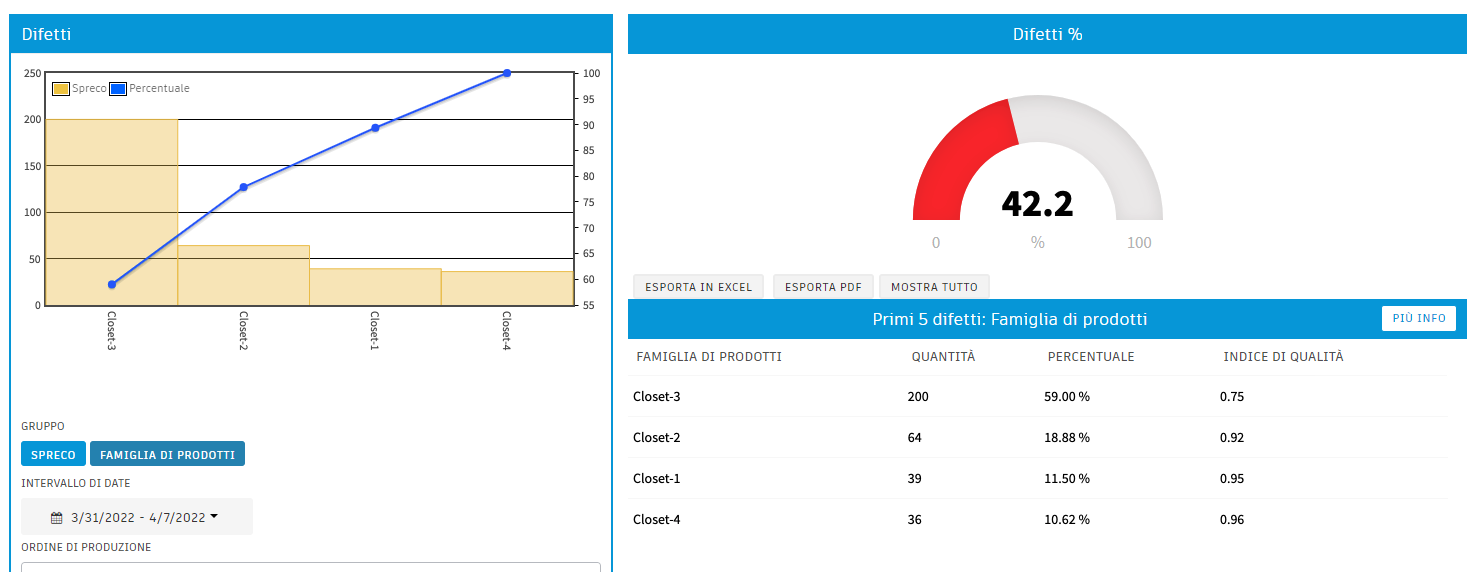 Difetti
Spreco Percentuale
250
200
150
100
50
0
100
95
90
85
80
75
70
65
60
55
Closet-3
Closet-2
Closet-1
Closet-4
GRUPPO
SPRECO FAMIGLIA DI PRODOTTI
INTERVALLO DI DATE
3/31/2022 - 4/7/2022
ORDINE DI PRODUZIONE
Difetti %
42.2
0 % 100
ESPORTA IN EXCEL ESPORTA PDF MOSTRA TUTTO
Primi 5 difetti: Famiglia di prodotti PIÙ INFO
FAMIGLIA DI PRODOTTI QUANTITÀ PERCENTUALE INDICE DI QUALITÀ
Closet-3 200 59.00 % 0.75
Closet-2 64 18.88 % 0.92
Closet-1 39 11.50 % 0.95
Closet-4 36 10.62 % 0.96